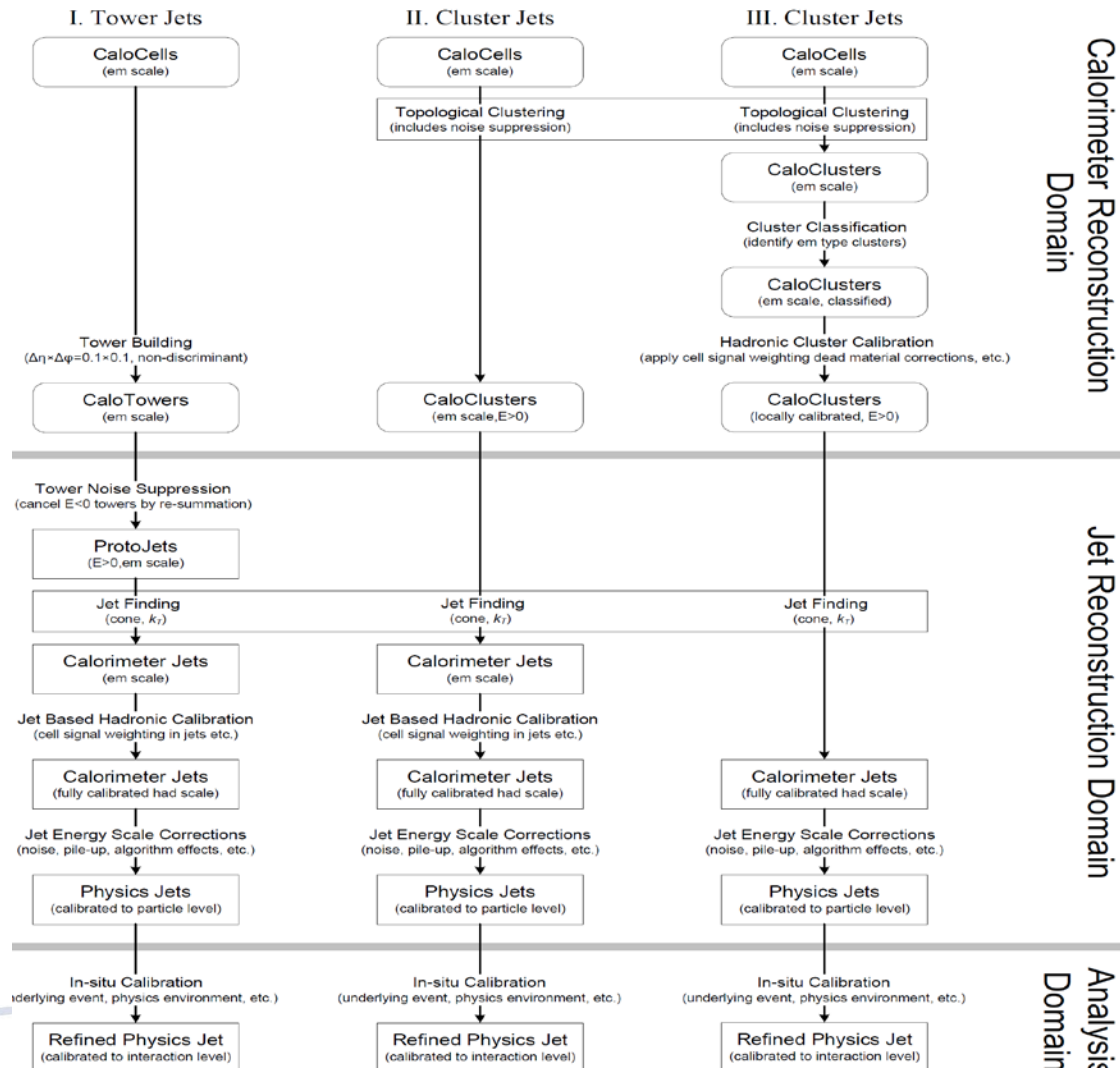 I. Tower Jets
CaloCells
(em scale)
Tower Building
(Δη×Δφ=0.1×0.1, non-discriminant)
CaloTowers
(em scale)
Tower Noise Suppression
(cancel E<0 towers by re-summation)
ProtoJets
(E>0,em scale)
Jet Finding
(cone, kT)
Calorimeter Jets
(em scale)
Jet Based Hadronic Calibration
(cell signal weighting in jets etc.)
Calorimeter Jets
(fully calibrated had scale)
Jet Energy Scale Corrections
(noise, pile-up, algorithm effects, etc.)
Physics Jets
(calibrated to particle level)
In-situ Calibration
nderlying event, physics environment, etc.)
Refined Physics Jet
(calibrated to interaction level)
II. Cluster Jets
CaloCells
(em scale)
Topological Clustering
(includes noise suppression)
CaloClusters
(em scale,E>0)
Jet Finding
(cone, kT)
Calorimeter Jets
(em scale)
Jet Based Hadronic Calibration
(cell signal weighting in jets etc.)
Calorimeter Jets
(fully calibrated had scale)
Jet Energy Scale Corrections
(noise, pile-up, algorithm effects, etc.)
Physics Jets
(calibrated to particle level)
In-situ Calibration
(underlying event, physics environment, etc.)
Refined Physics Jet
(calibrated to interaction level)
III. Cluster Jets
CaloCells
(em scale)
Topological Clustering
(includes noise suppression)
CaloClusters
(em scale)
Cluster Classification
(identify em type clusters)
CaloClusters
(em scale, classified)
Hadronic Cluster Calibration
(apply cell signal weighting dead material corrections, etc.)
CaloClusters
(locally calibrated, E>0)
Jet Finding
(cone, kT)
Calorimeter Jets
(fully calibrated had scale)
Jet Energy Scale Corrections
(noise, pile-up, algorithm effects, etc.)
Physics Jets
(calibrated to particle level)
In-situ Calibration
(underlying event, physics environment, etc.)
Refined Physics Jet
(calibrated to interaction level)
Calorimeter Reconstruction
Domain
Jet Reconstruction Domain
Analysis
Domain